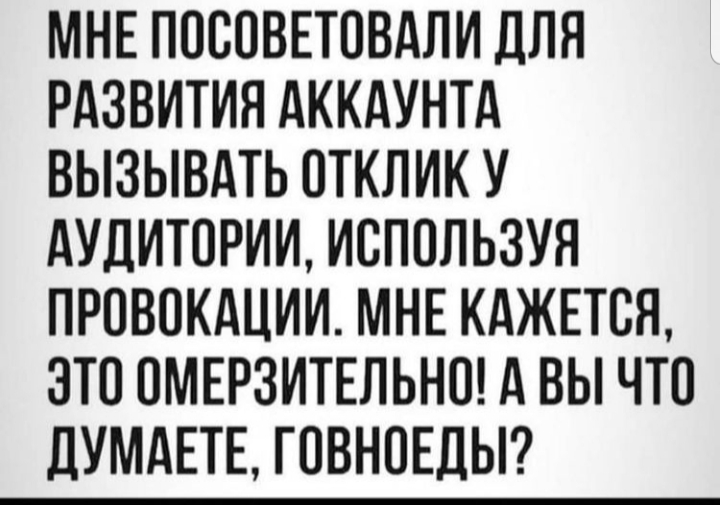 МНЕ ПОСОВЕТОВАЛИ ДЛЯ
РАЗВИТИЯ АККАУНТА
ВЫЗЫВАТЬ ОТКЛИК У
АУДИТОРИИ, ИСПОЛЬЗУЯ
ПРОВОКАЦИИ. МНЕ КАЖЕТСЯ,
ЭТО ОМЕРЗИТЕЛЬНО! А ВЫ ЧТО
ДУМАЕТЕ, ГОВНОЕДЫ?